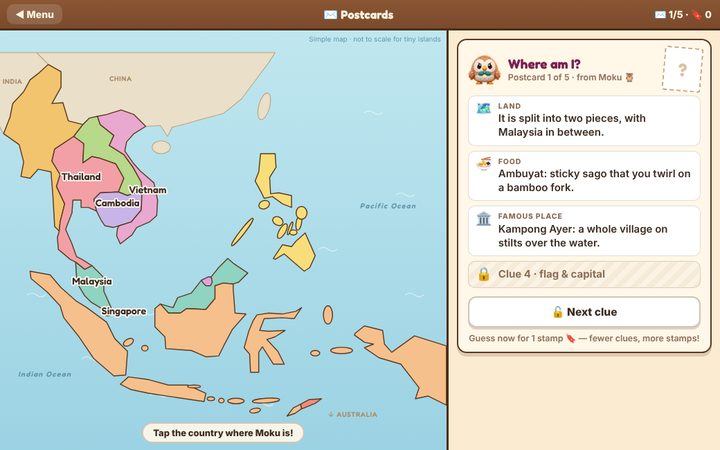 ◀ Menu
✉️ Postcards
✉️ 1/5 · 🔖 0
Simple map · not to scale for tiny islands
INDIA
CHINA
Thailand
Vietnam
Cambodia
Pacific Ocean
Malaysia
Singapore
Indian Ocean
↓ AUSTRALIA
Tap the country where Moku is!
Where am I?
Postcard 1 of 5 · from Moku 🦉
?
LAND
It is split into two pieces, with
Malaysia in between.
FOOD
Ambuyat: sticky sago that you twirl on
a bamboo fork.
FAMOUS PLACE
Kampong Ayer: a whole village on
stilts over the water.
🔒 Clue 4 · flag & capital
🔓 Next clue
Guess now for 1 stamp 🔖 — fewer clues, more stamps!